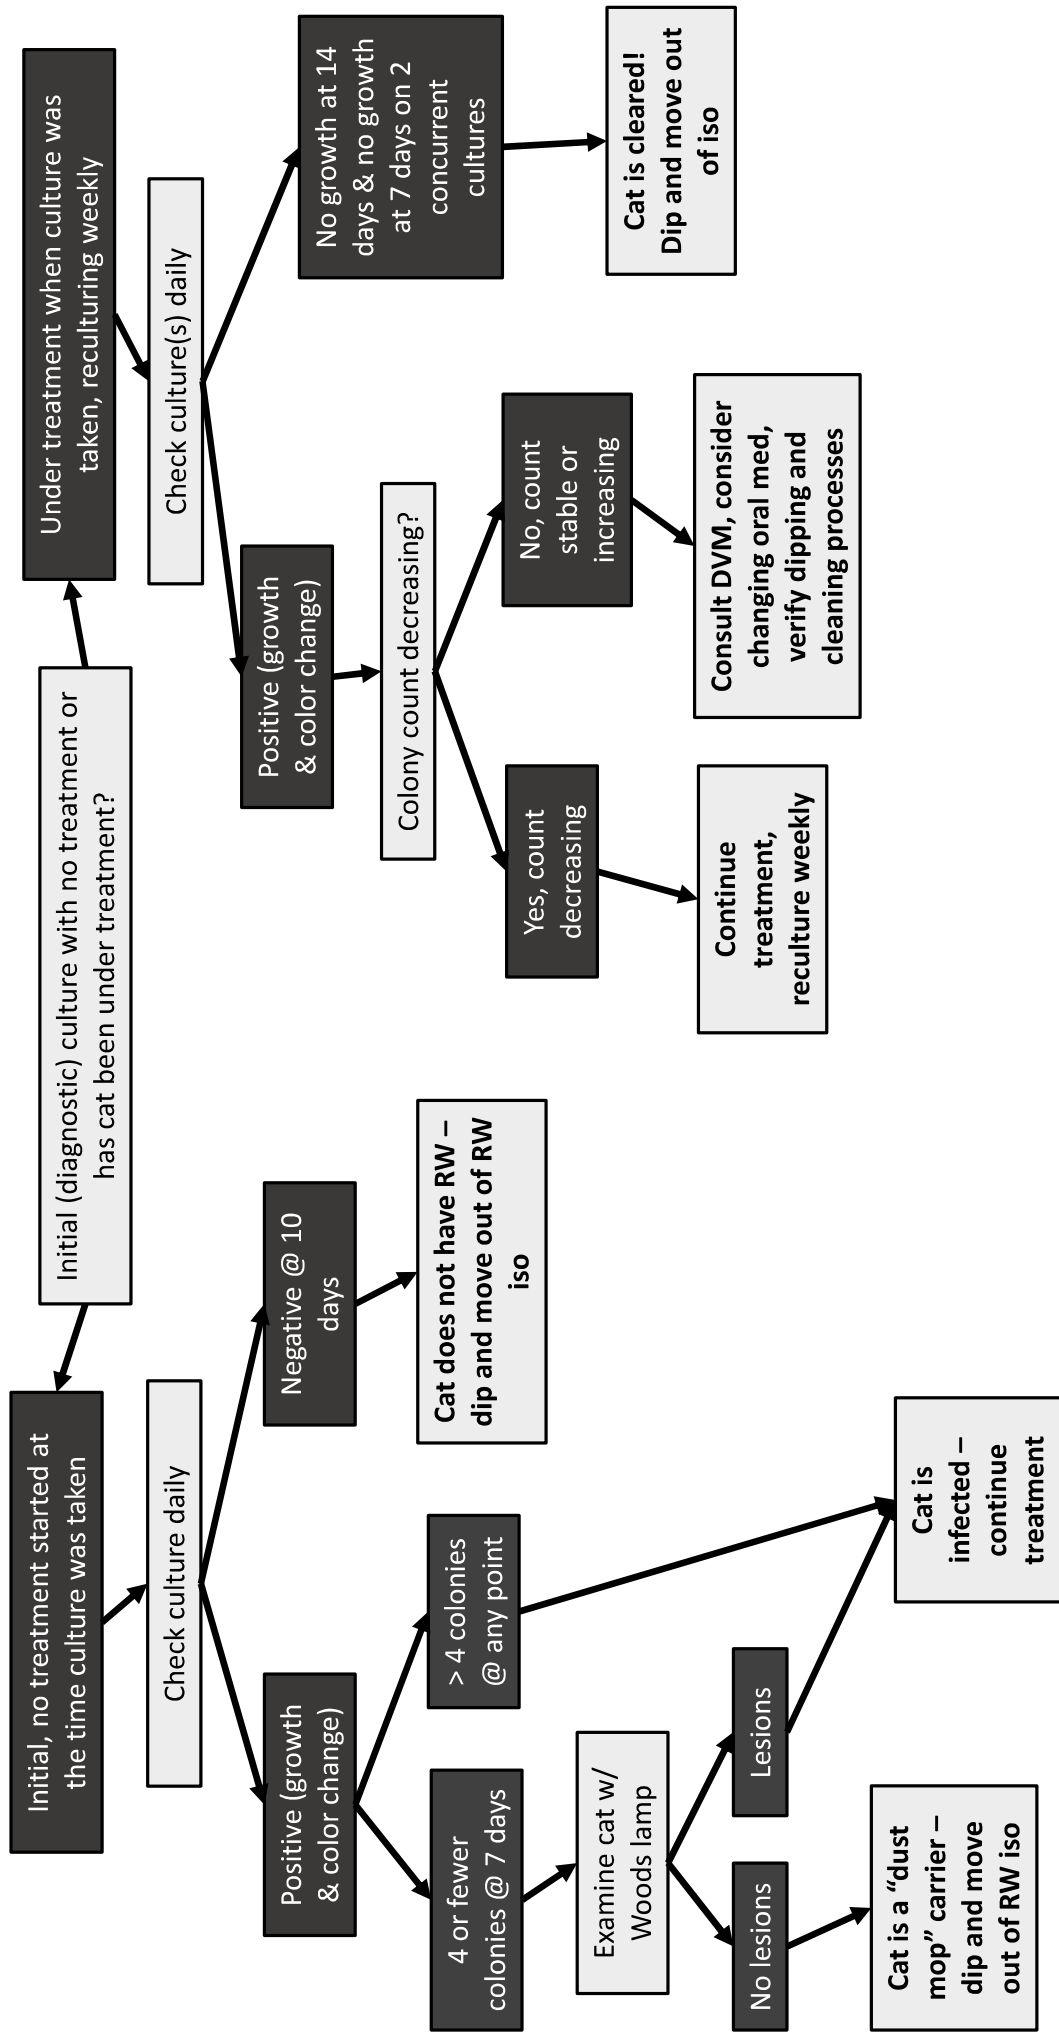 Initial (diagnostic) culture with no treatment or
has cat been under treatment?
Initial, no treatment started at
the time culture was taken
Check culture daily
Positive (growth
& color change)
4 or fewer
colonies @ 7 days
Examine cat w/
Woods lamp
No lesions
Cat is a “dust
mop” carrier –
dip and move
out of RW iso
Lesions
> 4 colonies
@ any point
Cat is
infected –
continue
treatment
Negative @ 10
days
Cat does not have RW –
dip and move out of RW
iso
Under treatment when culture was
taken, reculturing weekly
Check culture(s) daily
Positive (growth
& color change)
Colony count decreasing?
Yes, count
decreasing
Continue
treatment,
reculture weekly
No, count
stable or
increasing
Consult DVM, consider
changing oral med,
verify dipping and
cleaning processes
No growth at 14
days & no growth
at 7 days on 2
concurrent
cultures
Cat is cleared!
Dip and move out
of iso